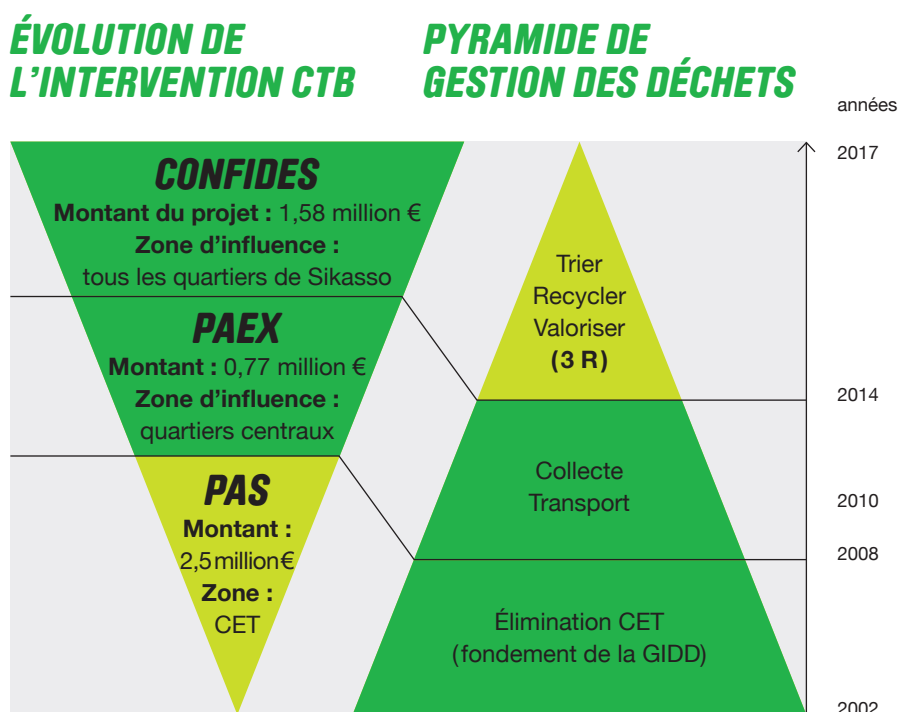 ÉVOLUTION DE
L'INTERVENTION CTB
PYRAMIDE DE
GESTION DES DÉCHETS
années
2017
CONFIDES
Montant du projet : 1,58 million €
Zone d'influence :
tous les quartiers de Sikasso
PAEX
Montant : 0,77 million €
Zone d'influence :
quartiers centraux
PAS
Montant :
2,5million€
Zone :
CET
Trier
Recycler
Valoriser
(3 R)
2014
Collecte
Transport
2010
2008
Élimination CET
(fondement de la GIDD)
2002